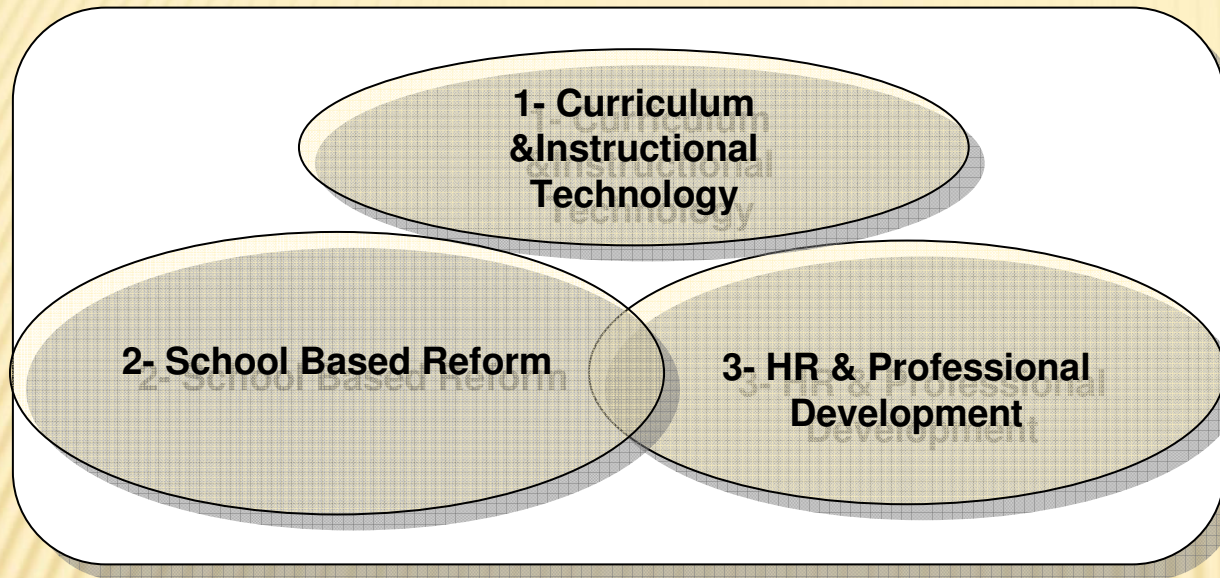 1- Curriculum
&Instructional
Technology
2- School Based Reform
3- HR & Professional
Development